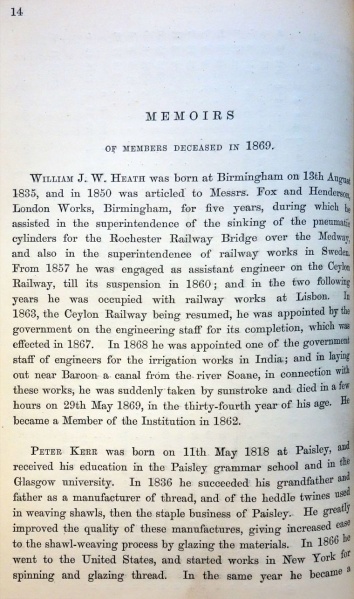 14
MEMOIRS
OF MEMBERS DECEASED IN 1869.
WILLIAM J. W. HEATH was born at Birmingham on 13th August
1835, and in 1850 was articled to Messrs. Fox and Henderson,
London Works, Birmingham, for five years, during which he
assisted in the superintendence of the sinking of the pneumatic
cylinders for the Rochester Railway Bridge over the Medway,
and also in the superintendence of railway works in Sweden.
From 1857 he was engaged as assistant engineer on the Ceylon
Railway, till its suspension in 1860; and in the two following
years he was occupied with railway works at Lisbon. In
1863, the Ceylon Railway being resumed, he was appointed by the
government on the engineering staff for its completion, which was
effected in 1867. In 1868 he was appointed one of the government
staff of engineers for the irrigation works in India; and in laying
out near Baroon a canal from the river Soane, in connection with
these works, he was suddenly taken by sunstroke and died in a few
hours on 29th May 1869, in the thirty-fourth year of his age. He
became a Member of the Institution in 1862.
PETER KERR was born on 11th May 1818 at Paisley, and
received his education in the Paisley grammar school and in the
Glasgow university. In 1836 he succeeded his grandfather and
father as a manufacturer of thread, and of the heddle twines used
in weaving shawls, then the staple business of Paisley. He greatly
improved the quality of these manufactures, giving increased ease
to the shawl-weaving process by glazing the materials. In 1866 he
went to the United States, and started works in New York for
spinning and glazing thread. In the same year he became a